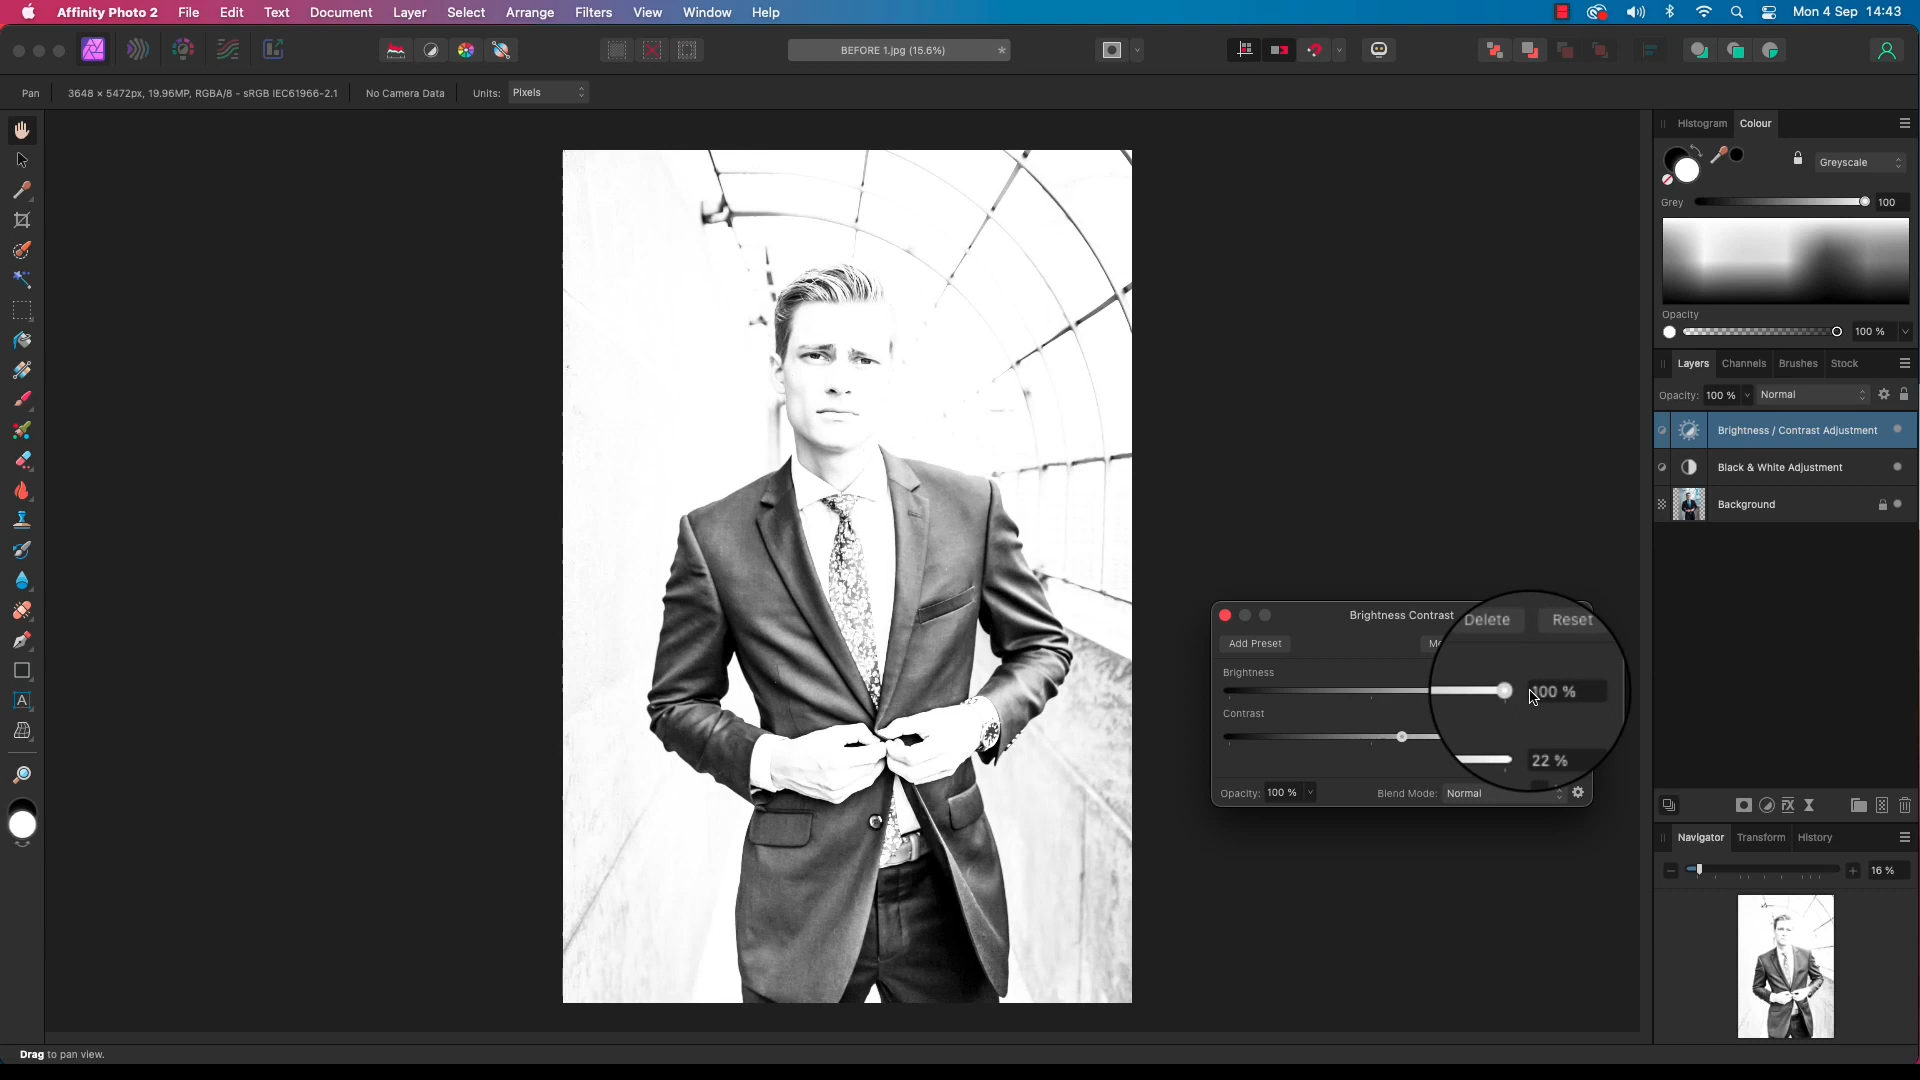 Affinity Photo 2 File Edit Text Document Layer Select Arrange Filters View Window Help Mon 4 Sep 14:43
BEFORE 1.jpg (15.6%) *
Pan 3648 × 5472px, 19.96MP, RGBA/8 - sRGB IEC61966-2.1 No Camera Data Units: Pixels
Histogram Colour
Greyscale
Grey 100
Opacity
100 %
Layers Channels Brushes Stock
Opacity: 100 % Normal
Brightness / Contrast Adjustment
Black & White Adjustment
Background
Brightness Contrast Delete Reset
Add Preset
Brightness
100 %
Contrast
22 %
Opacity: 100 % Blend Mode: Normal
Navigator Transform History
16 %
A
Drag to pan view.